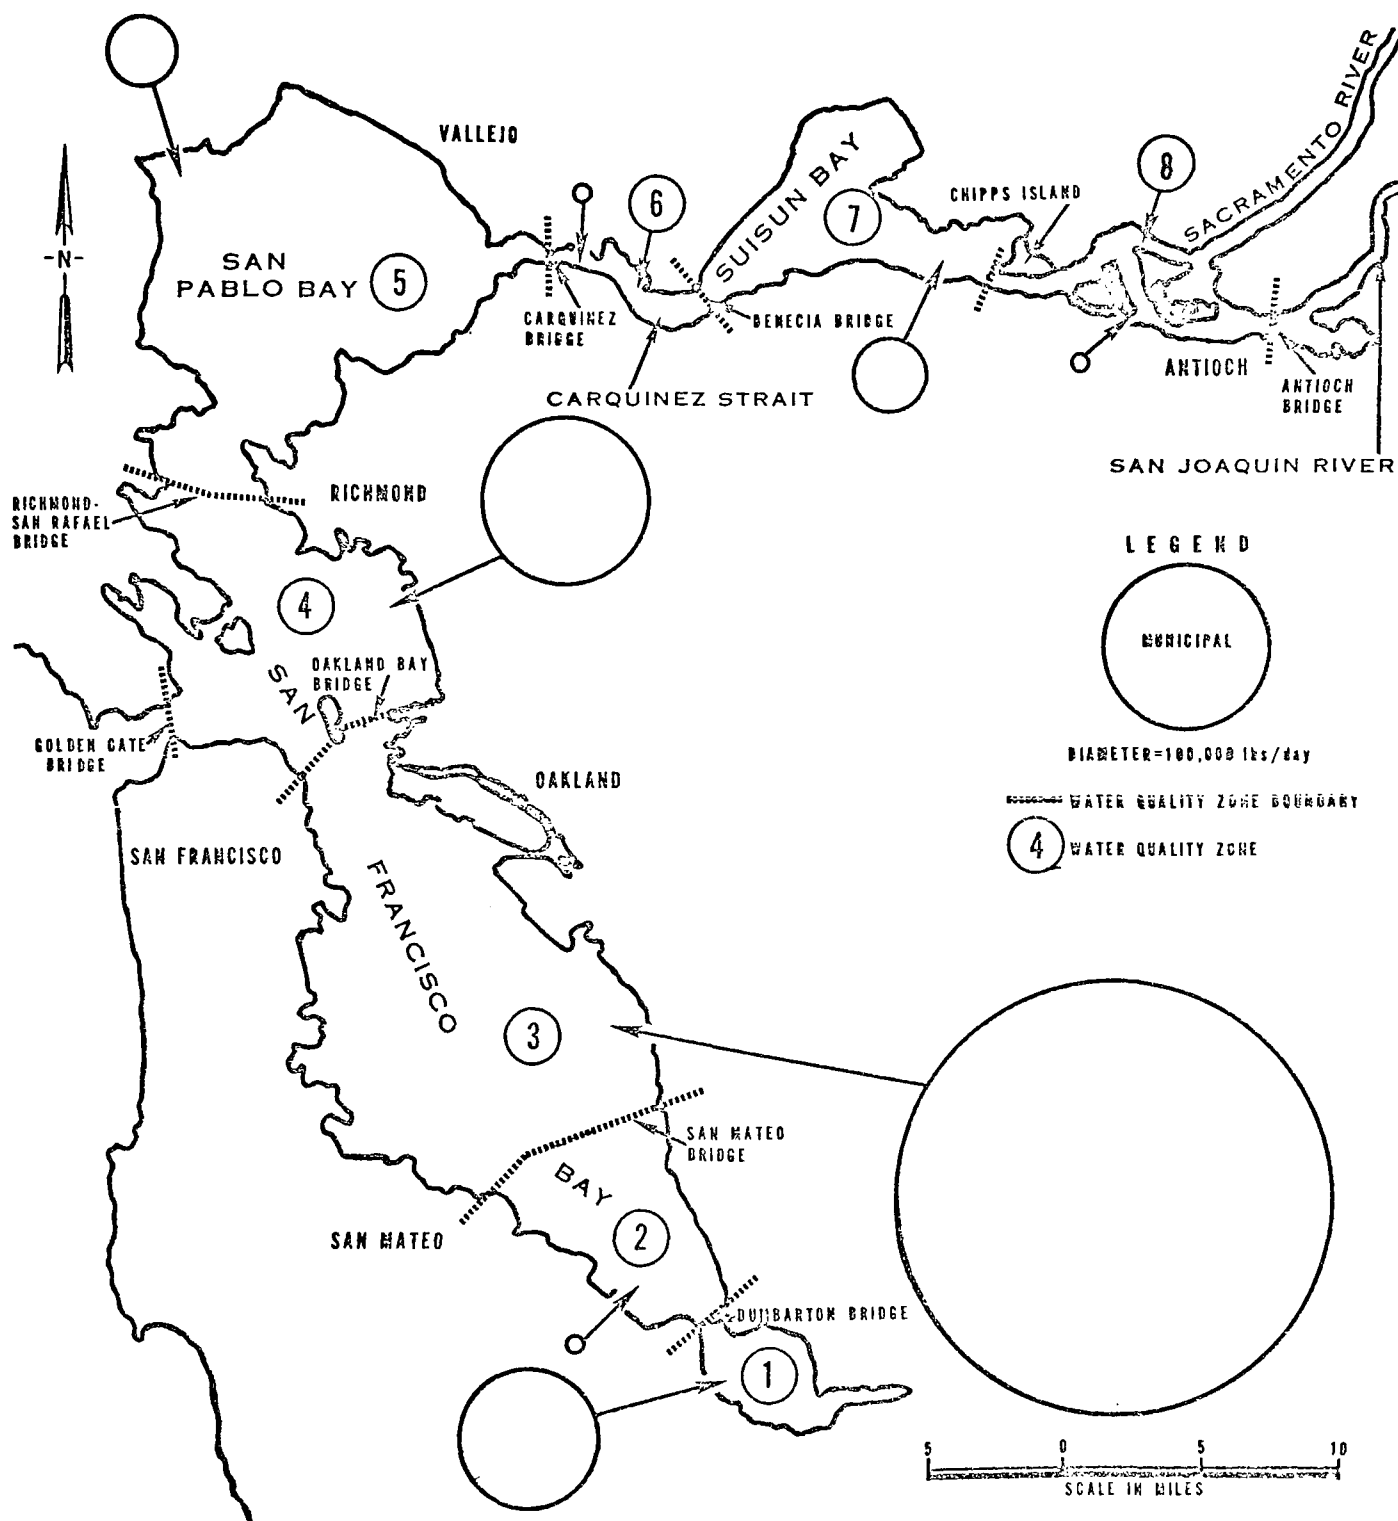 VALLEJO
-N-
SAN
PABLO BAY
5
6
SUISUN BAY
7
8
CHIPPS ISLAND
SACRAMENTO RIVER
CARQUINEZ
BRIDGE
BENECIA BRIDGE
CARQUINEZ STRAIT
ANTIOCH
ANTIOCH
BRIDGE
SAN JOAQUIN RIVER
RICHMOND-
SAN RAFAEL
BRIDGE
RICHMOND
4
OAKLAND BAY
BRIDGE
GOLDEN GATE
BRIDGE
SAN FRANCISCO
OAKLAND
SAN
FRANCISCO
BAY
3
SAN MATEO
BRIDGE
SAN MATEO
2
DUMBARTON BRIDGE
1
LEGEND
MUNICIPAL
DIAMETER=100,000 lbs/day
WATER QUALITY ZONE BOUNDARY
4
WATER QUALITY ZONE
5 0 5 10
SCALE IN MILES